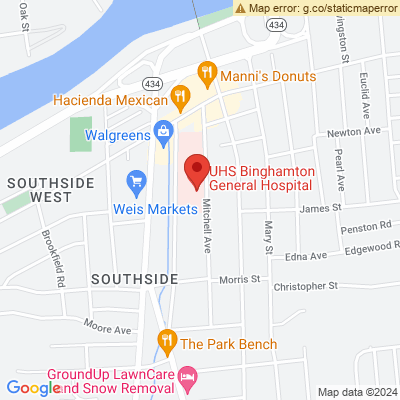 Map error: g.co/staticmaperror
Oak St
434
434
434
Manni's Donuts
Hacienda Mexican
Livingston St
Euclid Ave
Newton Ave
Walgreens
Pearl Ave
UHS Binghamton
General Hospital
SOUTHSIDE
WEST
Weis Markets
Mitchell Ave
James St
Mary St
Penston Rd
Edgewood R
Brookfield Rd
Edna Ave
SOUTHSIDE
Morris St
Christopher St
Moore Ave
The Park Bench
GroundUp LawnCare
and Snow Removal
Google
Map data ©2024